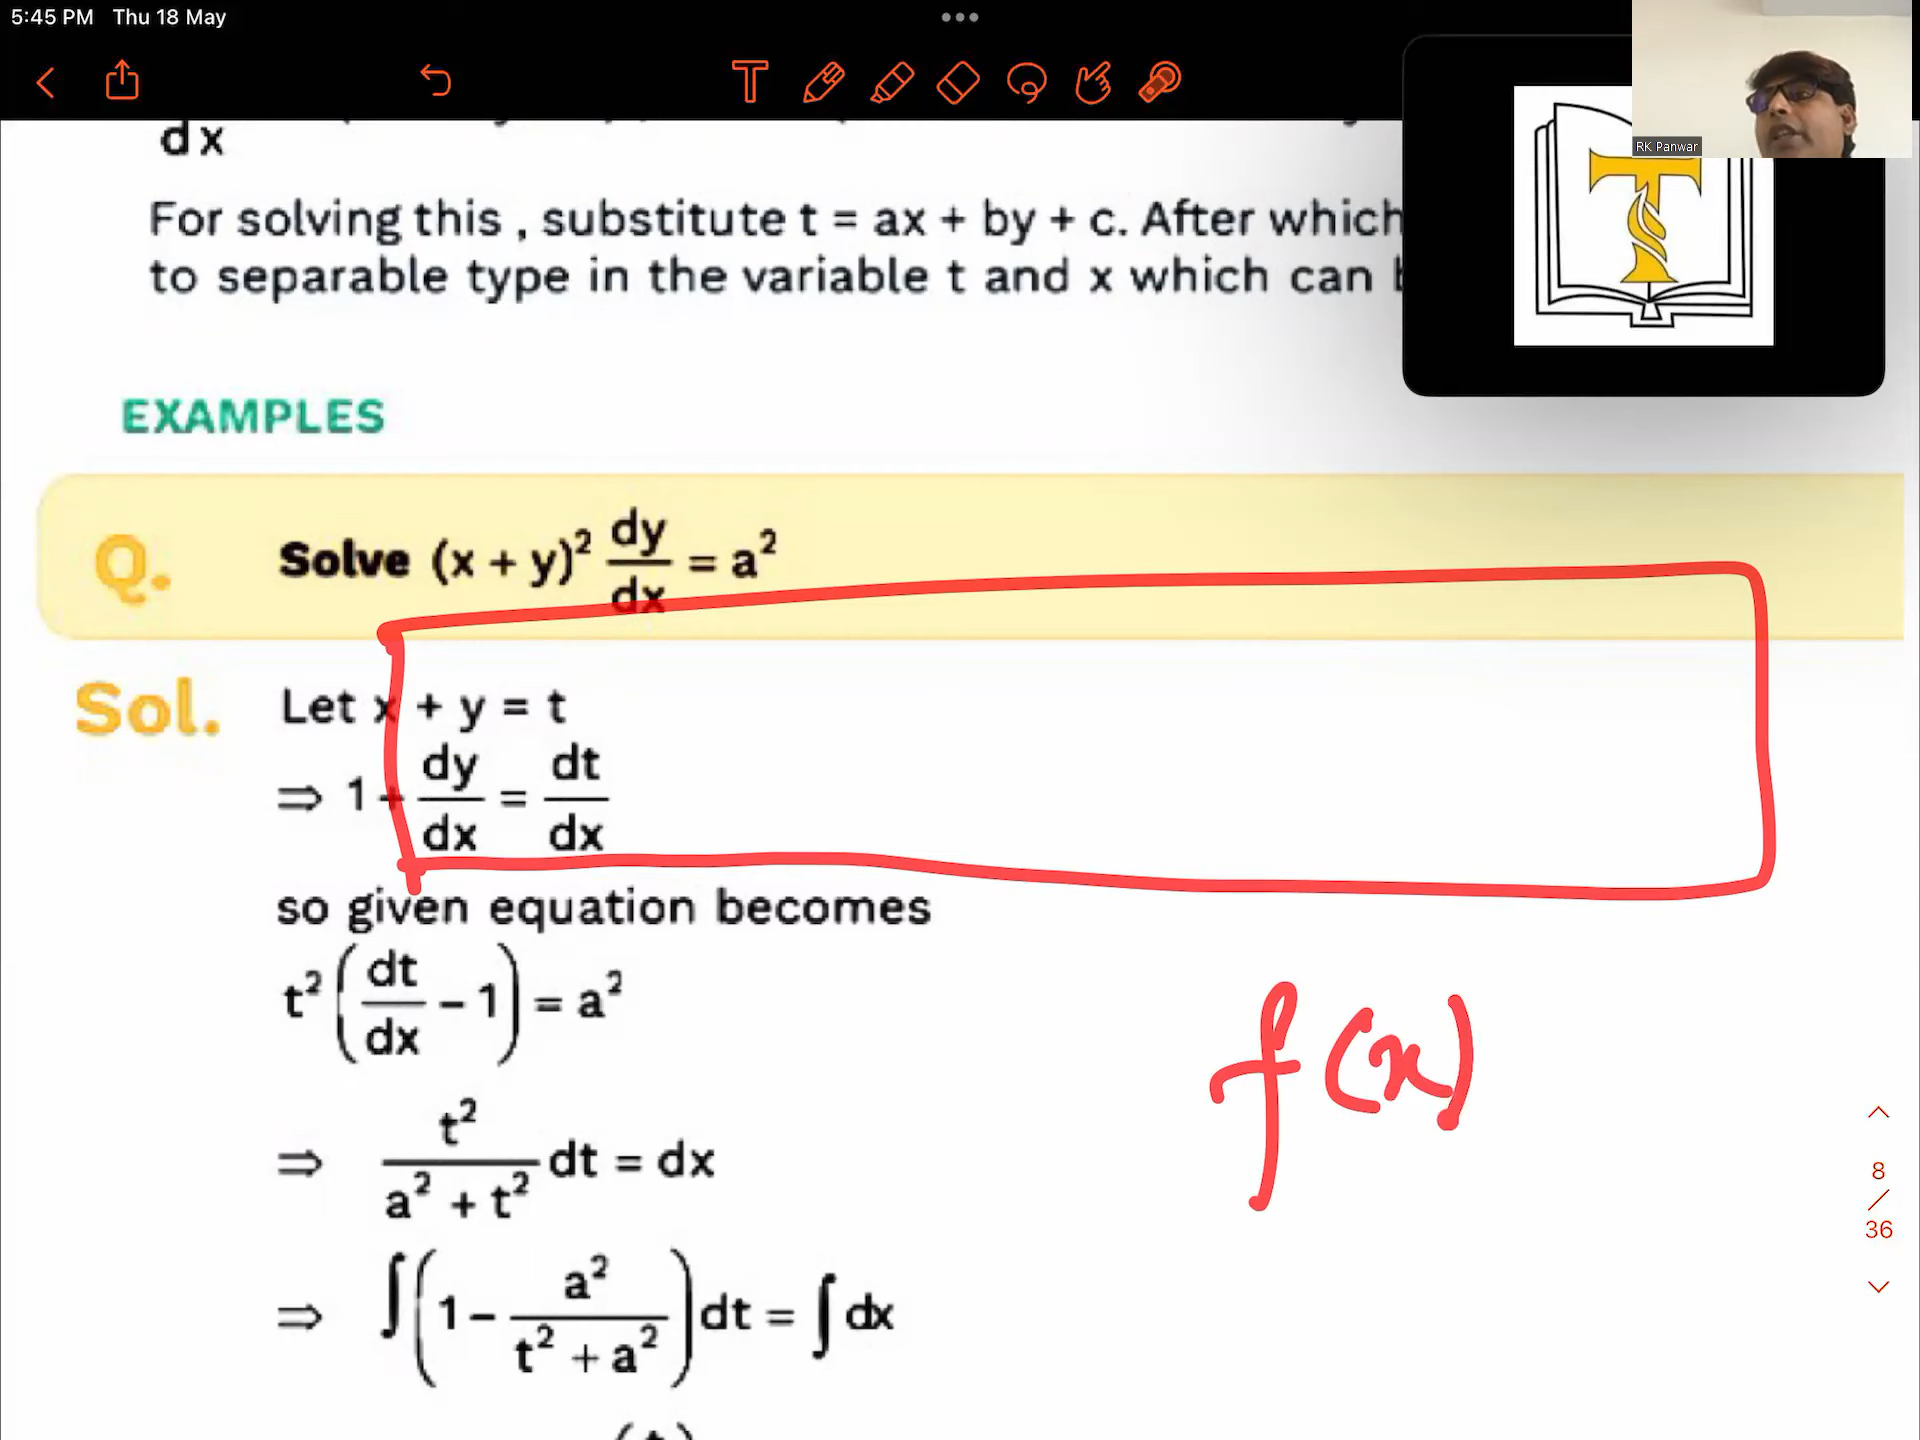 5:45 PM Thu 18 May
RK Panwar
dx
For solving this , substitute t = ax + by + c. After which
to separable type in the variable t and x which can
EXAMPLES
Q. Solve (x + y)² dy/dx = a²
Sol. Let x + y = t
⇒ 1 + dy/dx = dt/dx
so given equation becomes
t² (dt/dx − 1) = a²
⇒ t²/(a² + t²) dt = dx
f(x)
⇒ ∫(1 − a²/(t² + a²)) dt = ∫ dx
8
/
36